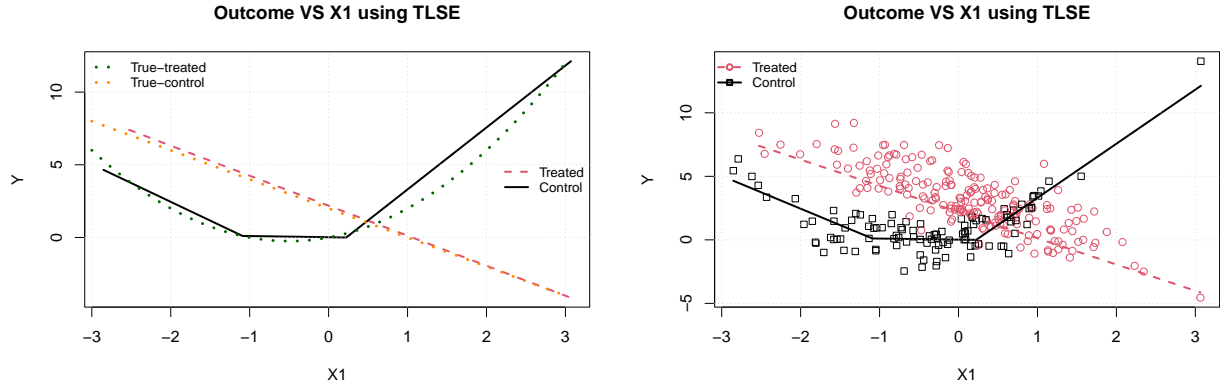 Outcome VS X1 using TLSE
True−treated
True−control
Treated
Control
10
5
0
Y
−3 −2 −1 0 1 2 3
X1
Outcome VS X1 using TLSE
Treated
Control
10
5
0
−5
Y
−3 −2 −1 0 1 2 3
X1